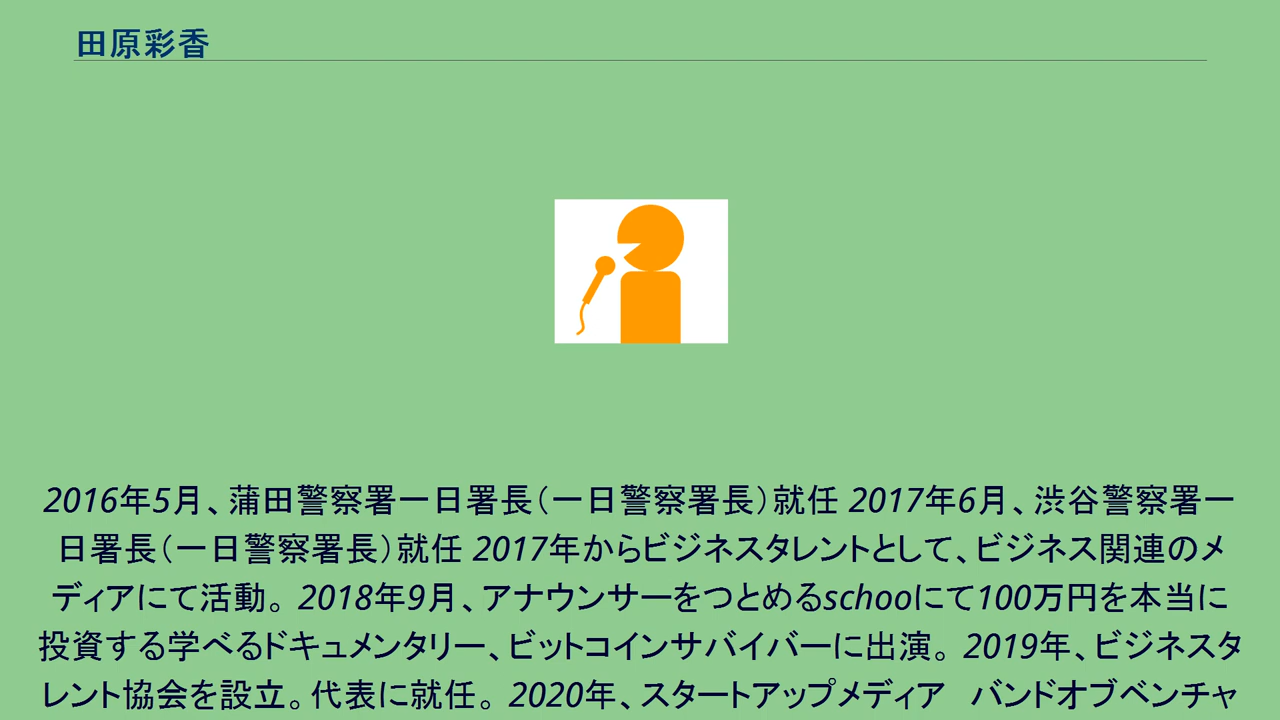 田原彩香
2016年5月、蒲田警察署一日署長（一日警察署長）就任 2017年6月、渋谷警察署一
日署長（一日警察署長）就任 2017年からビジネスタレントとして、ビジネス関連のメ
ディアにて活動。 2018年9月、アナウンサーをつとめるschooにて100万円を本当に
投資する学べるドキュメンタリー、ビットコインサバイバーに出演。 2019年、ビジネスタ
レント協会を設立。代表に就任。 2020年、スタートアップメディア　バンドオブベンチャ